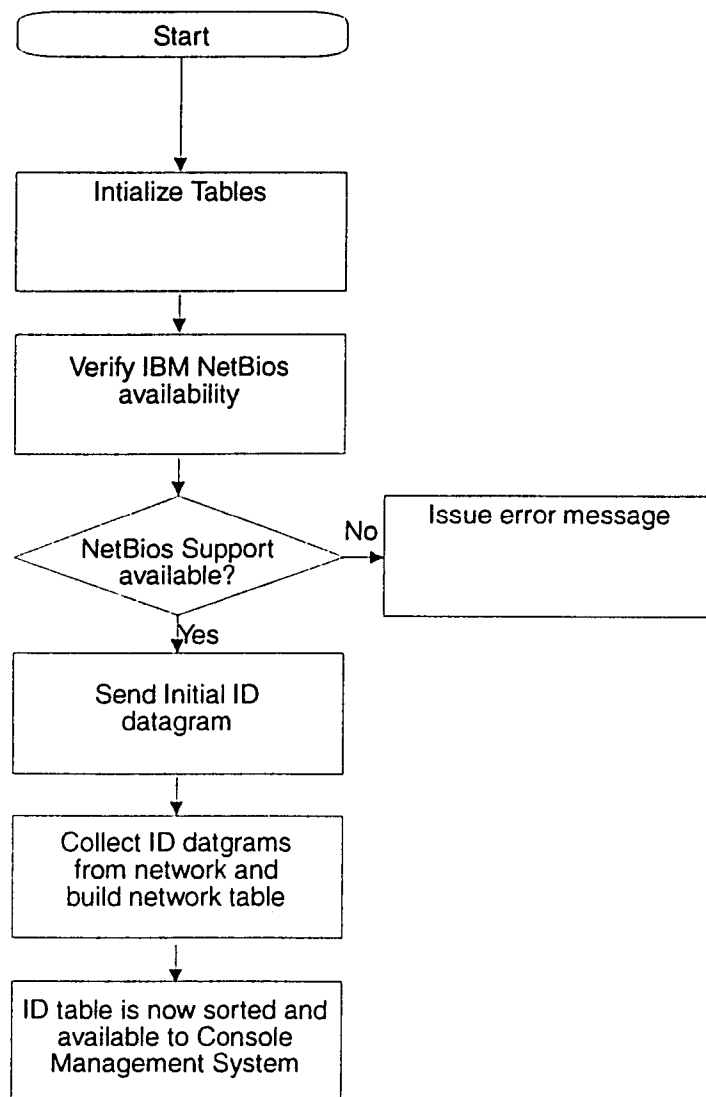 Start
Intialize Tables
Verify IBM NetBios
availability
NetBios Support
available?
No
Issue error message
Yes
Send Initial ID
datagram
Collect ID datgrams
from network and
build network table
ID table is now sorted and
available to Console
Management System